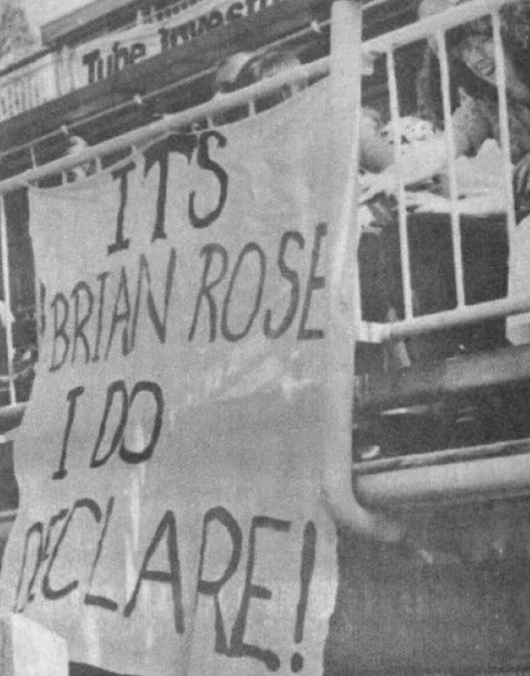 Tube Investm
ITS
'BRIAN ROSE
I DO
DECLARE!